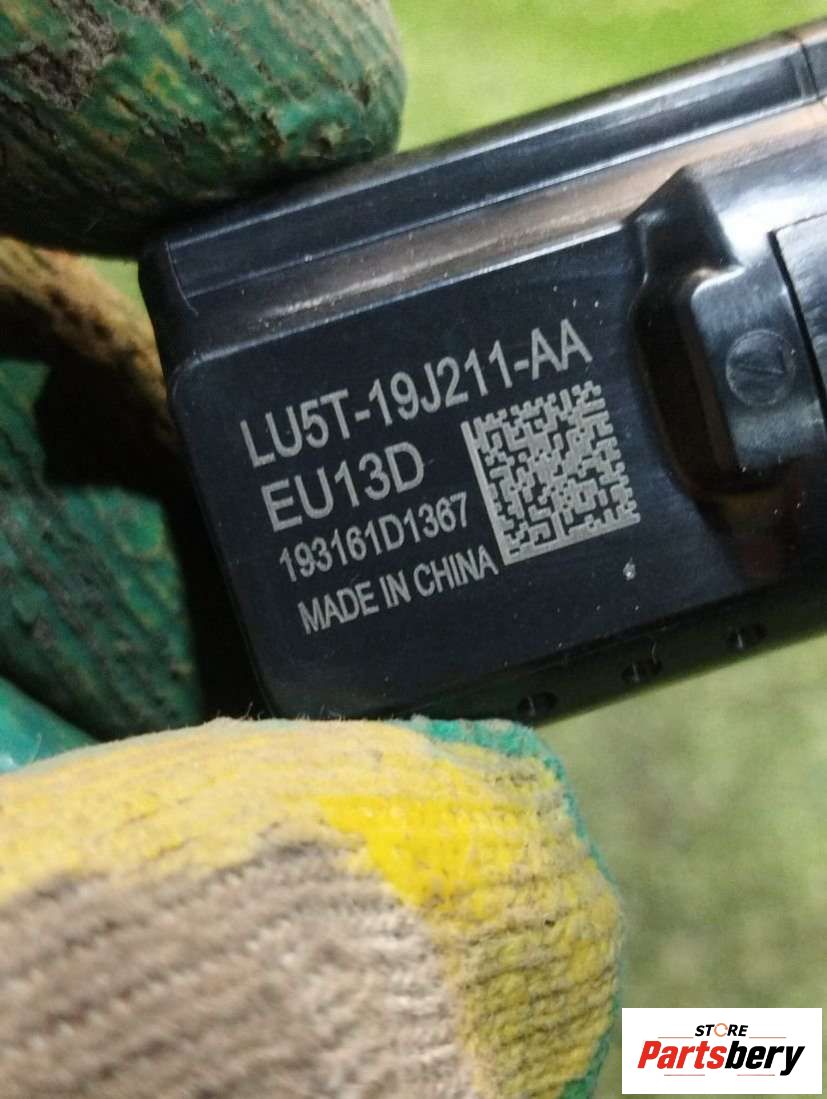 LU5T-19J211-AA
EU13D
193161D1367
MADE IN CHINA
STORE
Partsbery